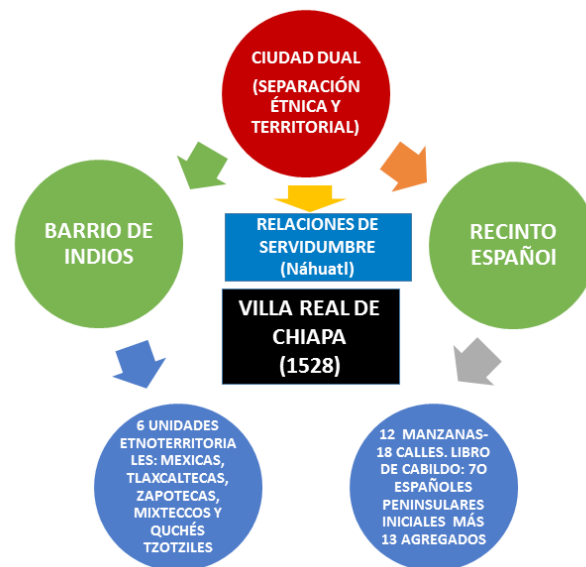 CIUDAD DUAL
(SEPARACIÓN
ÉTNICA Y
TERRITORIAL)
BARRIO DE
INDIOS
RELACIONES DE
SERVIDUMBRE
(Náhuatl)
RECINTO
ESPAÑOl
VILLA REAL DE
CHIAPA
(1528)
6 UNIDADES
ETNOTERRITORIA
LES: MEXICAS,
TLAXCALTECAS,
ZAPOTECAS,
MIXTECCOS Y
QUCHÉS
TZOTZILES
12 MANZANAS-
18 CALLES. LIBRO
DE CABILDO: 7O
ESPAÑOLES
PENINSULARES
INICIALES MÁS
13 AGREGADOS